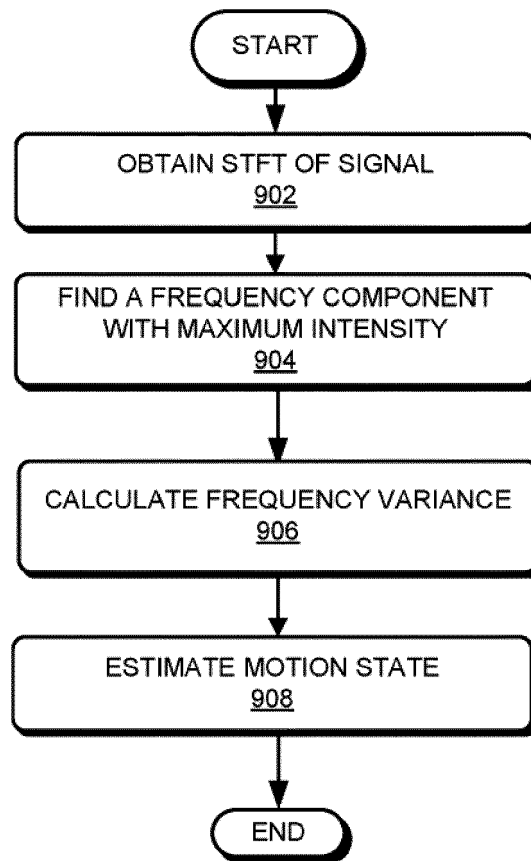 START
OBTAIN STFT OF SIGNAL
902
FIND A FREQUENCY COMPONENT
WITH MAXIMUM INTENSITY
904
CALCULATE FREQUENCY VARIANCE
906
ESTIMATE MOTION STATE
908
END